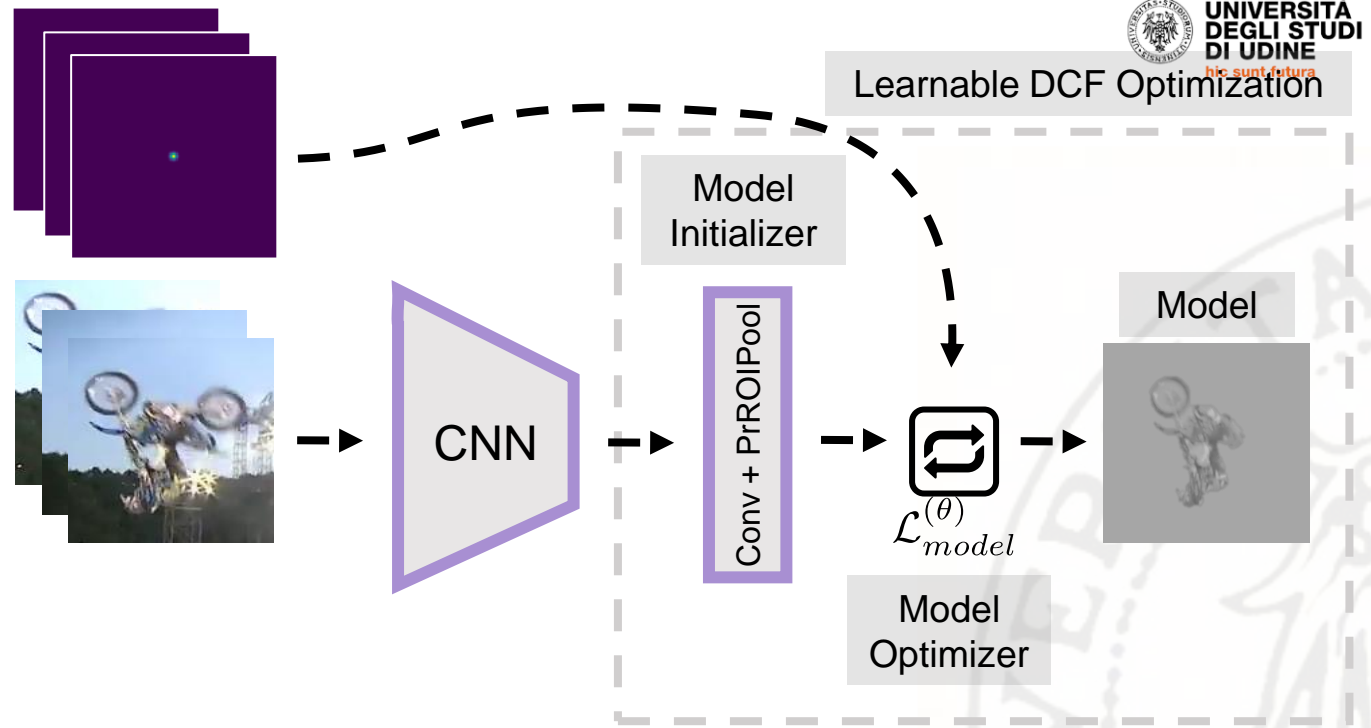 UNIVERSITÀ
DEGLI STUDI
DI UDINE
hic sunt futura
Learnable DCF Optimization
Model
Initializer
Model
CNN
Conv + PrROIPool
$\mathcal{L}_{model}^{(\theta)}$
Model
Optimizer